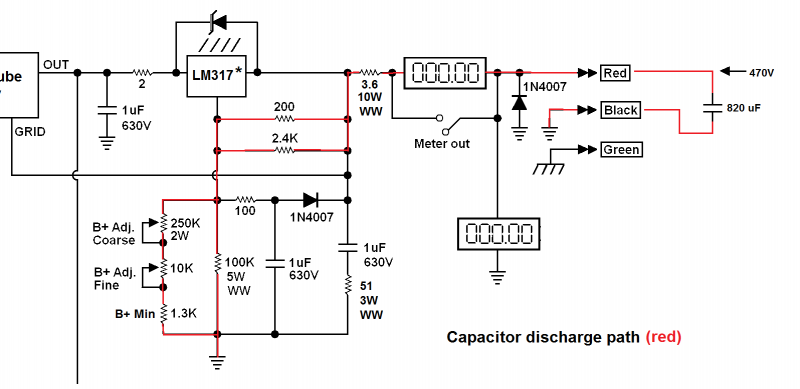 OUT
ube
GRID
2
LM317*
1uF
630V
200
2.4K
3.6
10W
WW
000.00
Meter out
1N4007
Red
Black
Green
470V
820 uF
000.00
B+ Adj.
Coarse
250K
2W
B+ Adj.
Fine
10K
B+ Min
1.3K
100
1N4007
100K
5W
WW
1uF
630V
1uF
630V
51
3W
WW
Capacitor discharge path (red)